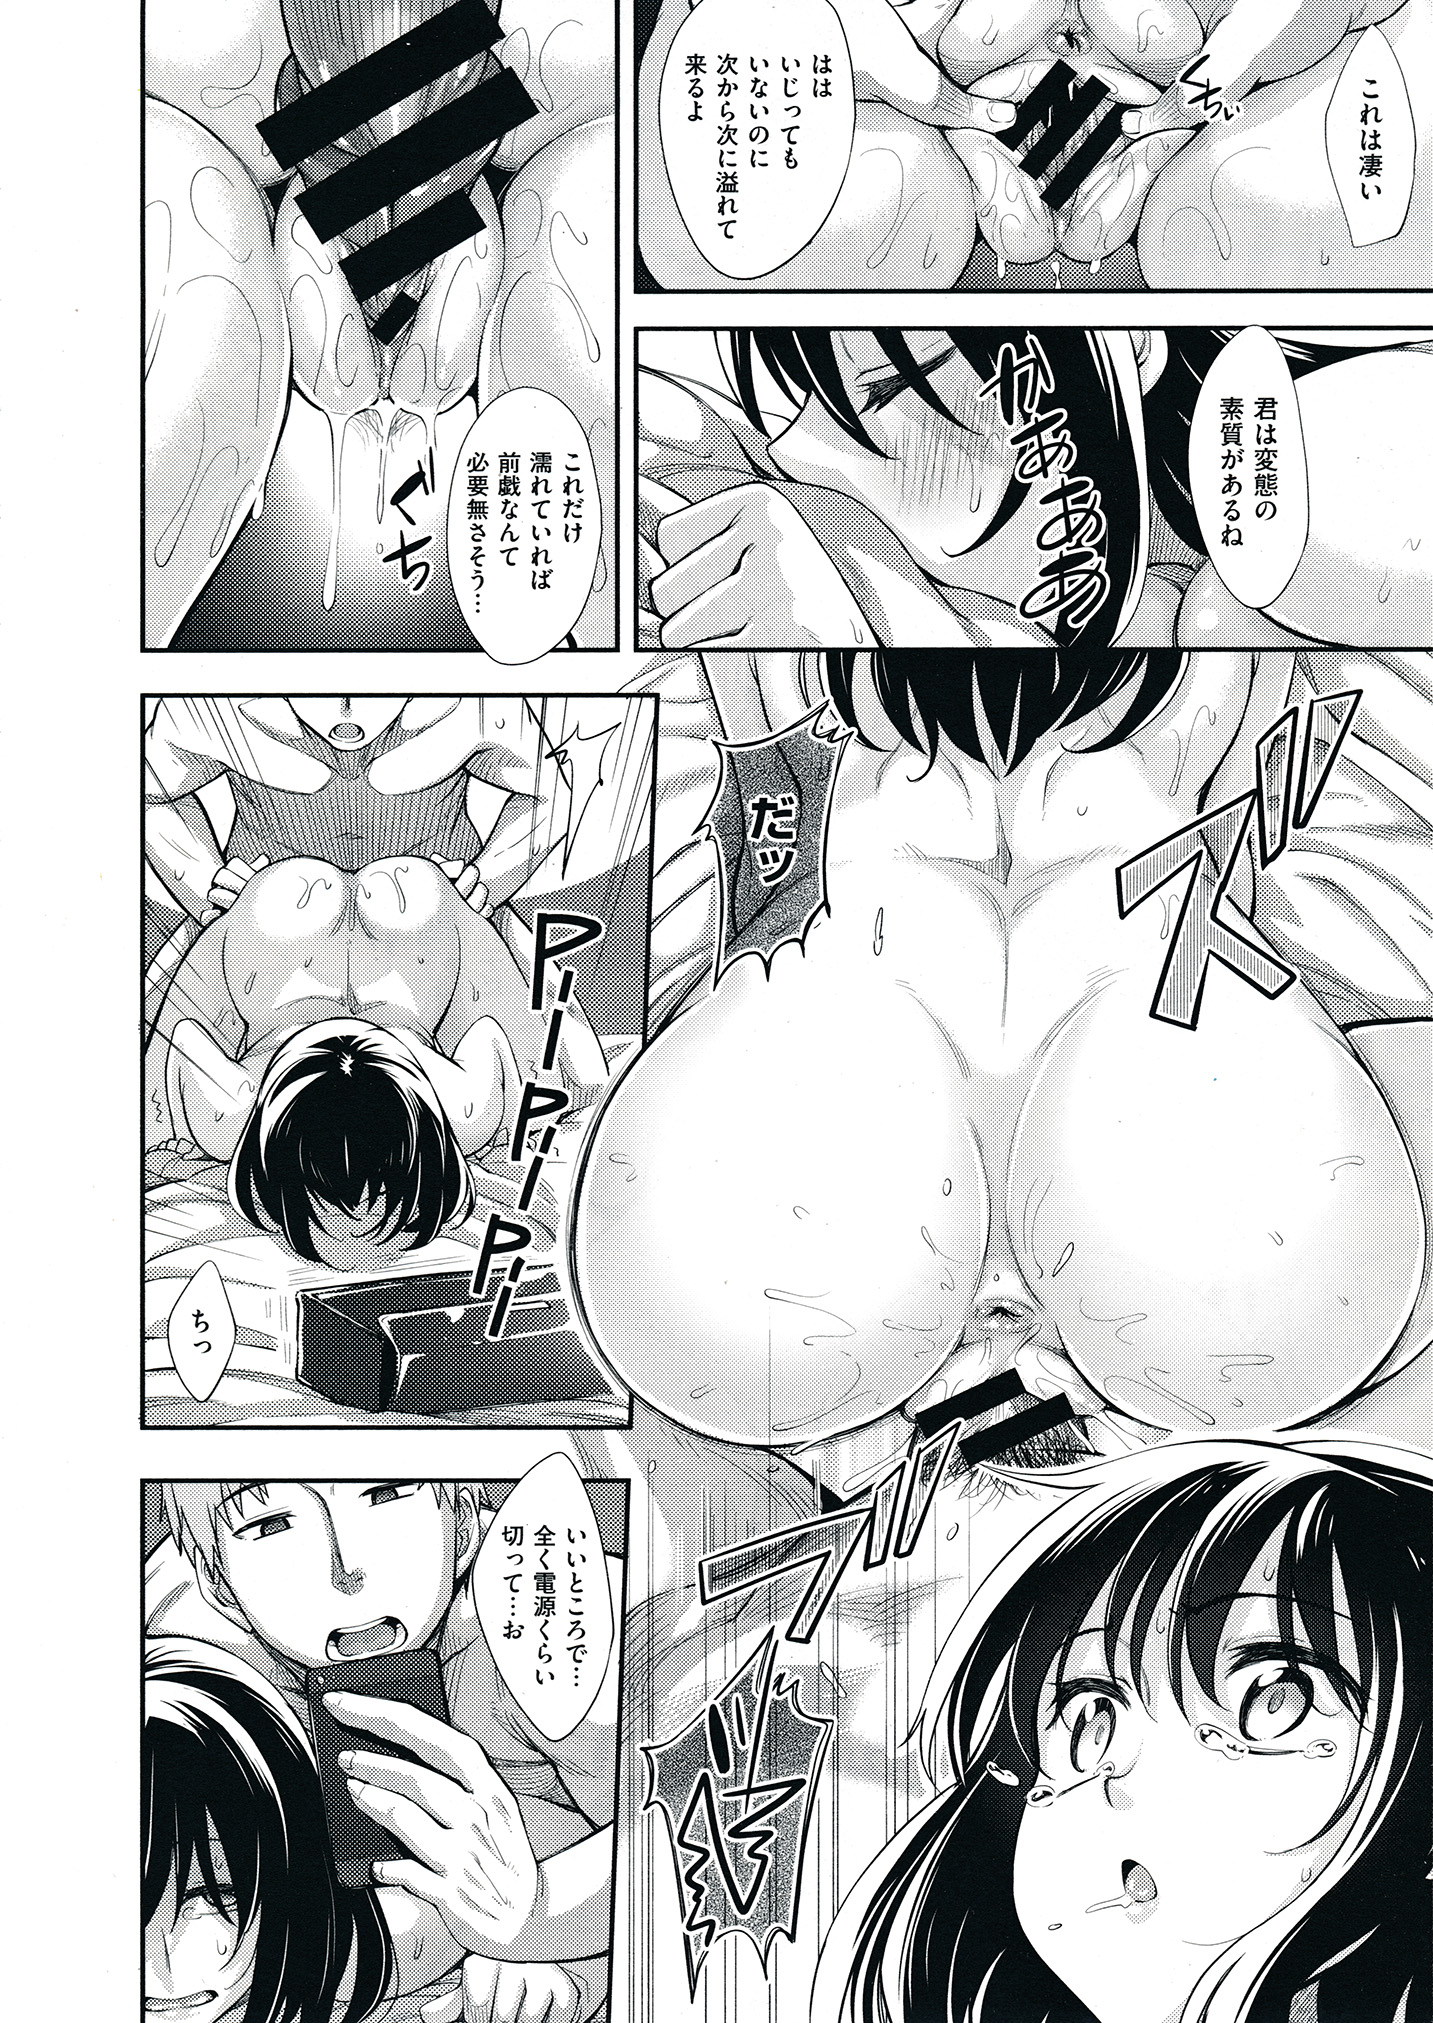 これは凄い
くちぃ
はは
いじっても
いないのに
次から次に溢れて
来るよ
君は変態の
素質があるね
かあぁあぁ
これだけ
濡れていれば
前戯なんて
必要無さそう…
ぐち
だッ
ズズ
PiPiPiPi
ちっ
いいところで…
全く電源くらい
切って…お